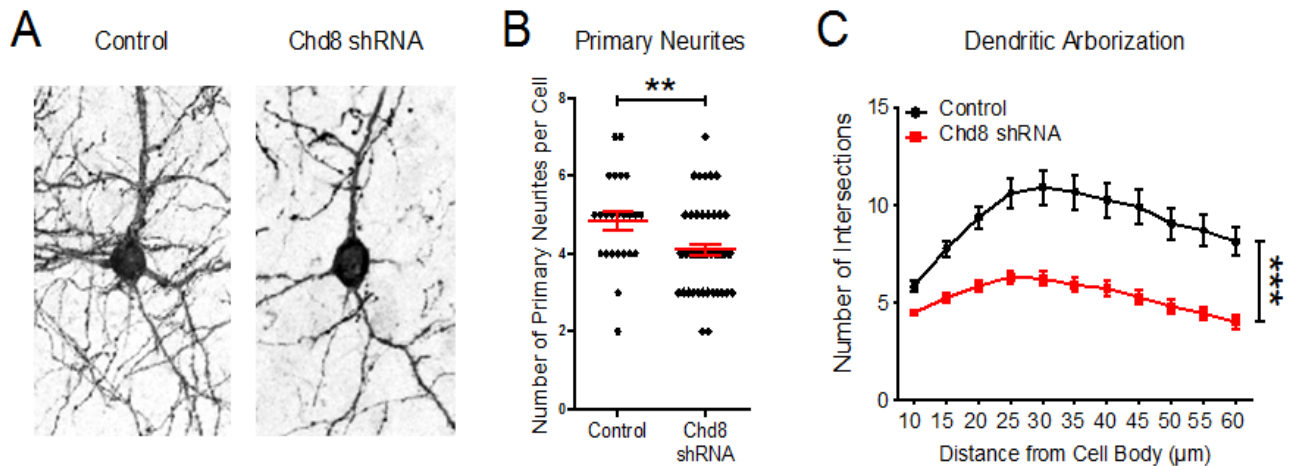 A
Control
Chd8 shRNA
B
Primary Neurites
**
Number of Primary Neurites per Cell
8
6
4
2
0
Control
Chd8
shRNA
C
Dendritic Arborization
Control
Chd8 shRNA
***
Number of Intersections
15
10
5
0
10 15 20 25 30 35 40 45 50 55 60
Distance from Cell Body (µm)